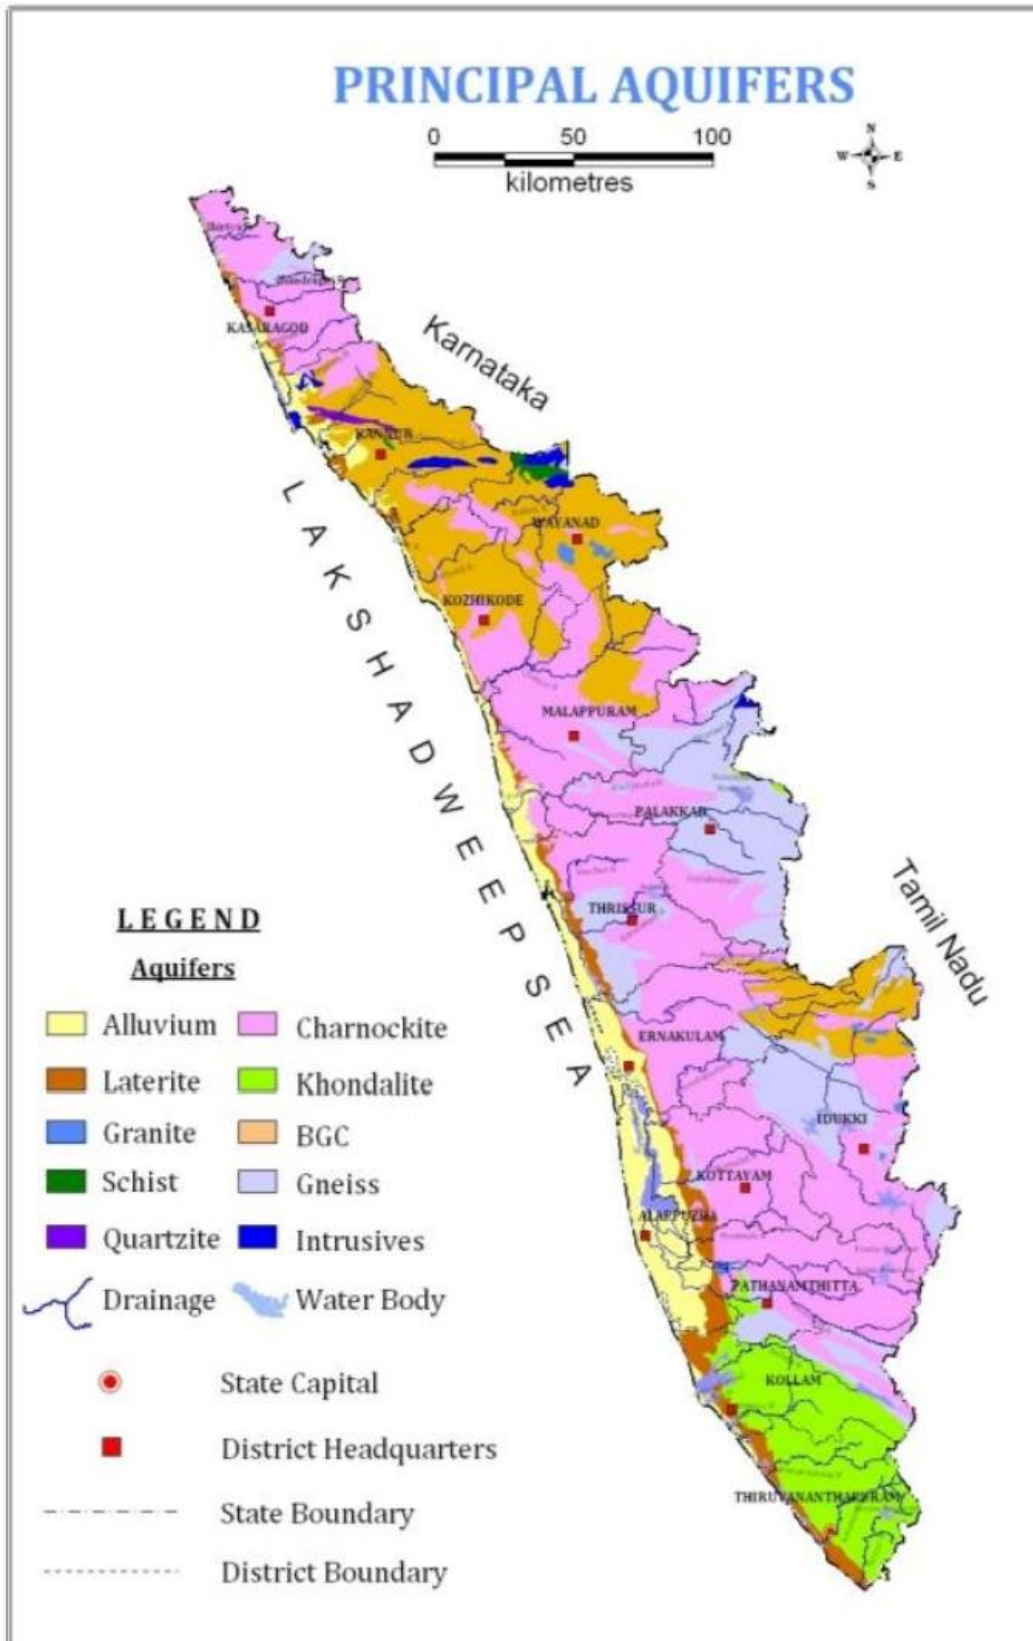 PRINCIPAL AQUIFERS
0 50 100
kilometres
N
W E
S
KASARAGOD
Karnataka
KANNUR
WAYANAD
KOZHIKODE
LAKSHADWEEP SEA
MALAPPURAM
PALAKKAD
Tamil Nadu
THRISSUR
ERNAKULAM
IDUKKI
KOTTAYAM
ALAPPUZHA
PATHANAMTHITTA
KOLLAM
THIRUVANANTHAPURAM
LEGEND
Aquifers
Alluvium Charnockite
Laterite Khondalite
Granite BGC
Schist Gneiss
Quartzite Intrusives
Drainage Water Body
State Capital
District Headquarters
State Boundary
District Boundary